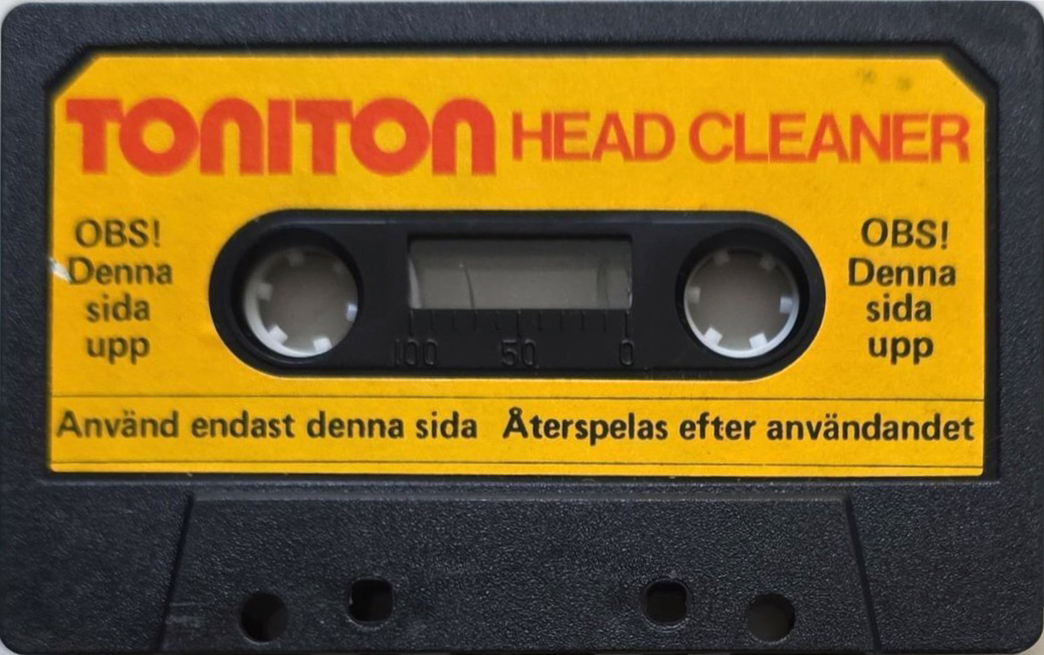 TONITON HEAD CLEANER
OBS!
Denna
sida
upp
OBS!
Denna
sida
upp
100 50 0
Använd endast denna sida Återspelas efter användandet